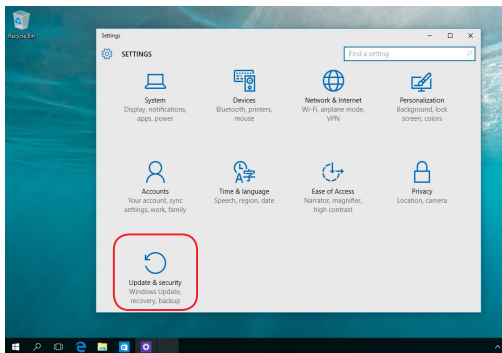 Recycle Bin
Settings
SETTINGS
Find a setting
System
Display, notifications,
apps, power
Devices
Bluetooth, printers,
mouse
Network & Internet
Wi-Fi, airplane mode,
VPN
Personalization
Background, lock
screen, colors
Accounts
Your account, sync
settings, work, family
Time & language
Speech, region, date
Ease of Access
Narrator, magnifier,
high contrast
Privacy
Location, camera
Update & security
Windows Update,
recovery, backup